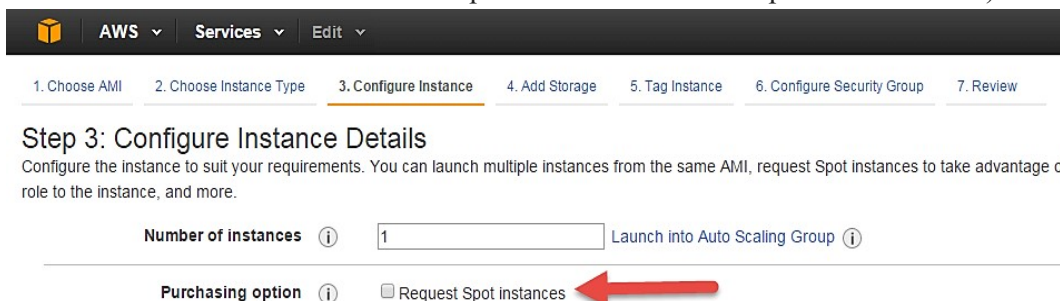 AWS Services Edit
1. Choose AMI 2. Choose Instance Type 3. Configure Instance 4. Add Storage 5. Tag Instance 6. Configure Security Group 7. Review
Step 3: Configure Instance Details
Configure the instance to suit your requirements. You can launch multiple instances from the same AMI, request Spot instances to take advantage
role to the instance, and more.
Number of instances i 1 Launch into Auto Scaling Group i
Purchasing option i Request Spot instances